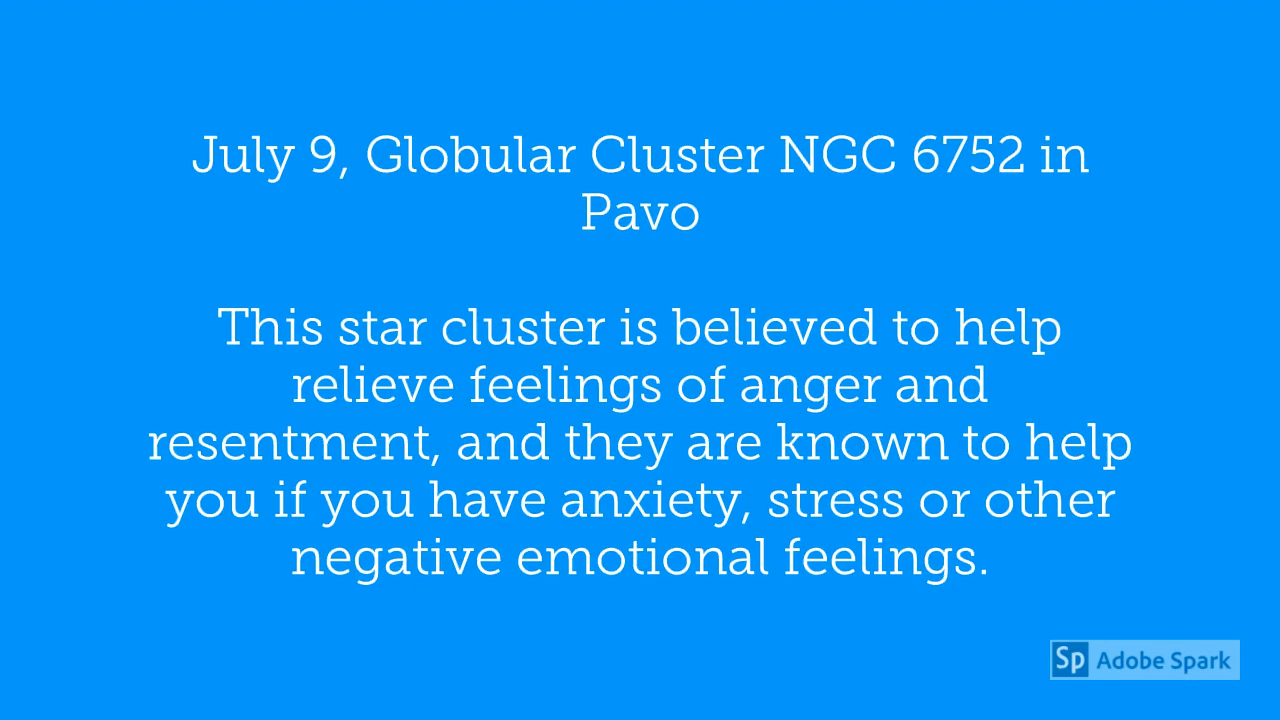 July 9, Globular Cluster NGC 6752 in
Pavo
This star cluster is believed to help
relieve feelings of anger and
resentment, and they are known to help
you if you have anxiety, stress or other
negative emotional feelings.
Sp Adobe Spark